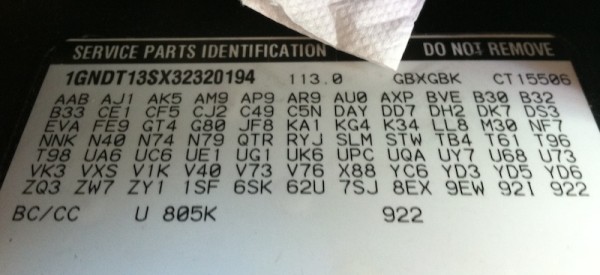 SERVICE PARTS IDENTIFICATION DO NOT REMOVE
1GNDT13SX32320194 113.0 GBXGBK CT15506
AAB AJ1 AK5 AM9 AP9 AR9 AU0 AXP BVE B30 B32
B33 CE1 CF5 CJ2 C49 C5N DAY DD7 DH2 DK7 DS3
EVA FE9 GT4 G80 JF8 KA1 KG4 K34 LL8 M30 NF7
NNK N40 N74 N79 QTR RYJ SLM STW TB4 T61 T96
T98 UA6 UC6 UE1 UG1 UK6 UPC UQA UY7 U68 U73
VK3 VXS V1K V40 V73 V76 X88 YC6 YD3 YD5 YD6
ZQ3 ZW7 ZY1 1SF 6SK 62U 7SJ 8EX 9EW 921 922
BC/CC U 805K 922